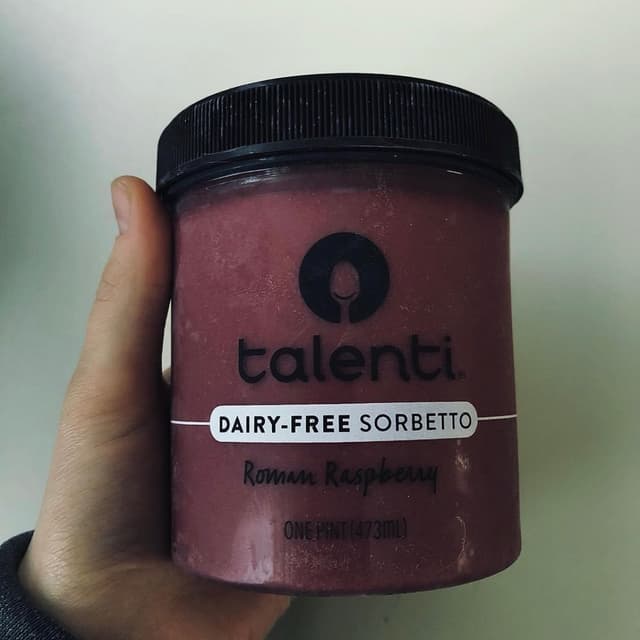 talenti
DAIRY-FREE SORBETTO
Roman Raspberry
ONE PINT (473mL)